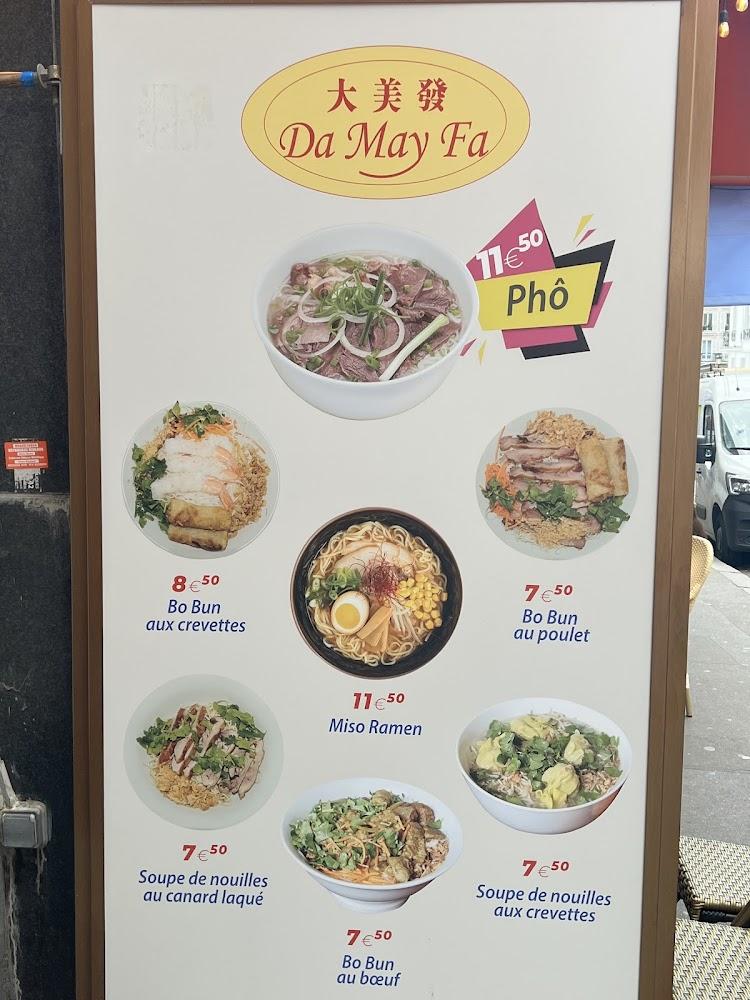 大美發
Da May Fa
11€50
Phô
8€50
Bo Bun
aux crevettes
7€50
Bo Bun
au poulet
11€50
Miso Ramen
7€50
Soupe de nouilles
au canard laqué
7€50
Soupe de nouilles
aux crevettes
7€50
Bo Bun
au bœuf